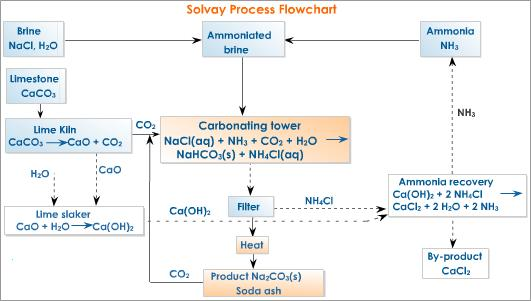 Solvay Process Flowchart
Brine
NaCl, H₂O
Ammoniated
brine
Ammonia
NH₃
Limestone
CaCO₃
CO₂
Carbonating tower
NaCl(aq) + NH₃ + CO₂ + H₂O ⟶
NaHCO₃(s) + NH₄Cl(aq)
NH₃
Lime Kiln
CaCO₃ ⟶ CaO + CO₂
H₂O
CaO
Ammonia recovery
Ca(OH)₂ + 2 NH₄Cl ⟶
CaCl₂ + 2 H₂O + 2 NH₃
Lime slaker
CaO + H₂O ⟶ Ca(OH)₂
Ca(OH)₂
Filter
NH₄Cl
Heat
By-product
CaCl₂
CO₂
Product Na₂CO₃(s)
Soda ash